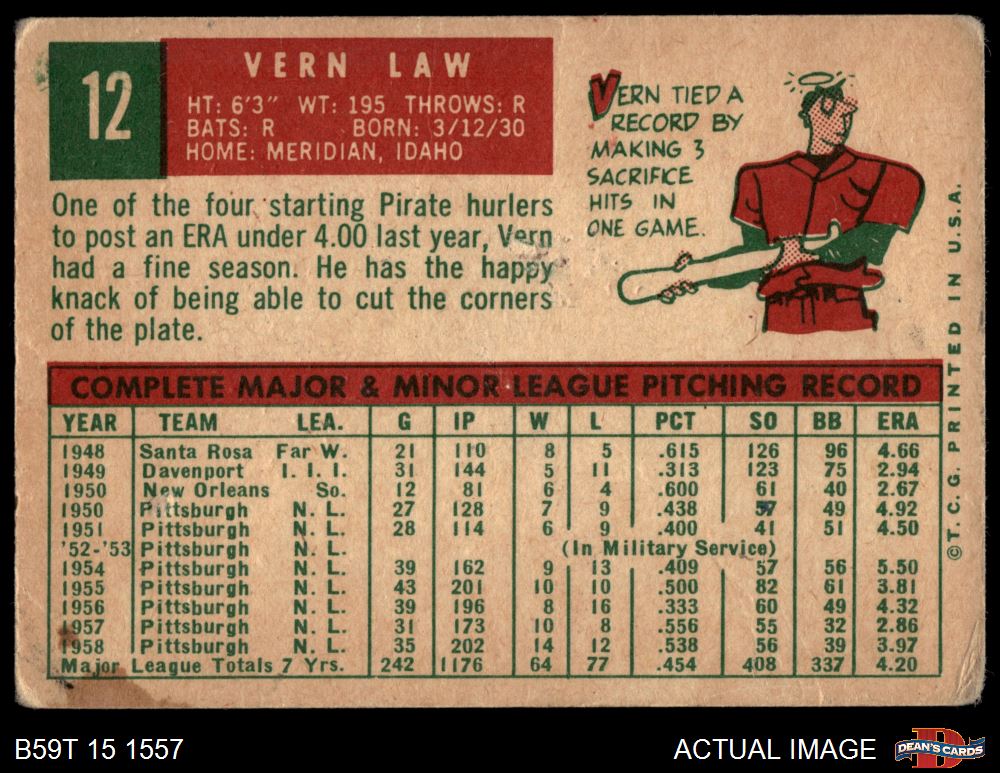 12
VERN LAW
HT: 6'3" WT: 195 THROWS: R
BATS: R BORN: 3/12/30
HOME: MERIDIAN, IDAHO
VERN TIED A
RECORD BY
MAKING 3
SACRIFICE
HITS IN
ONE GAME.
One of the four starting Pirate hurlers
to post an ERA under 4.00 last year, Vern
had a fine season. He has the happy
knack of being able to cut the corners
of the plate.
COMPLETE MAJOR & MINOR LEAGUE PITCHING RECORD
YEAR TEAM LEA. G IP W L PCT SO BB ERA
1948 Santa Rosa Far W. 21 110 8 5 .615 126 96 4.66
1949 Davenport I. I. I. 31 144 5 11 .313 123 75 2.94
1950 New Orleans So. 12 81 6 4 .600 61 40 2.67
1950 Pittsburgh N. L. 27 128 7 9 .438 57 49 4.92
1951 Pittsburgh N. L. 28 114 6 9 .400 41 51 4.50
'52-'53 Pittsburgh (In Military Service)
1954 Pittsburgh N. L. 39 162 9 13 .409 57 56 5.50
1955 Pittsburgh N. L. 43 201 10 10 .500 82 61 3.81
1956 Pittsburgh N. L. 39 196 8 16 .333 60 49 4.32
1957 Pittsburgh N. L. 31 173 10 8 .556 55 32 2.86
1958 Pittsburgh N. L. 35 202 14 12 .538 56 39 3.97
Major League Totals 7 Yrs. 242 1176 64 77 .454 408 337 4.20
©T. C. G. PRINTED IN U.S.A.
B59T 15 1557
ACTUAL IMAGE
D
DEAN'S CARDS